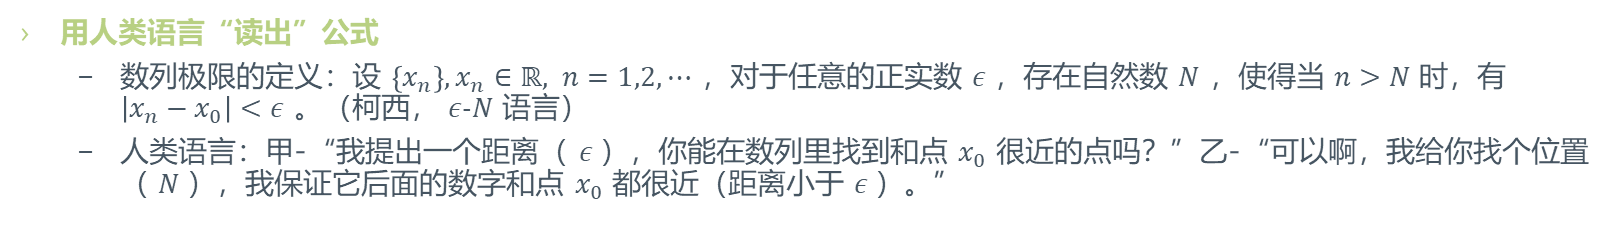 › 用人类语言“读出”公式
– 数列极限的定义：设 {xₙ}, xₙ ∈ ℝ, n = 1,2,⋯ ，对于任意的正实数 ϵ ，存在自然数 N ，使得当 n > N 时，有
|xₙ − x₀| < ϵ 。（柯西， ϵ-N 语言）
– 人类语言：甲-“我提出一个距离（ ϵ ），你能在数列里找到和点 x₀ 很近的点吗？”乙-“可以啊，我给你找个位置
（ N ），我保证它后面的数字和点 x₀ 都很近（距离小于 ϵ ）。”